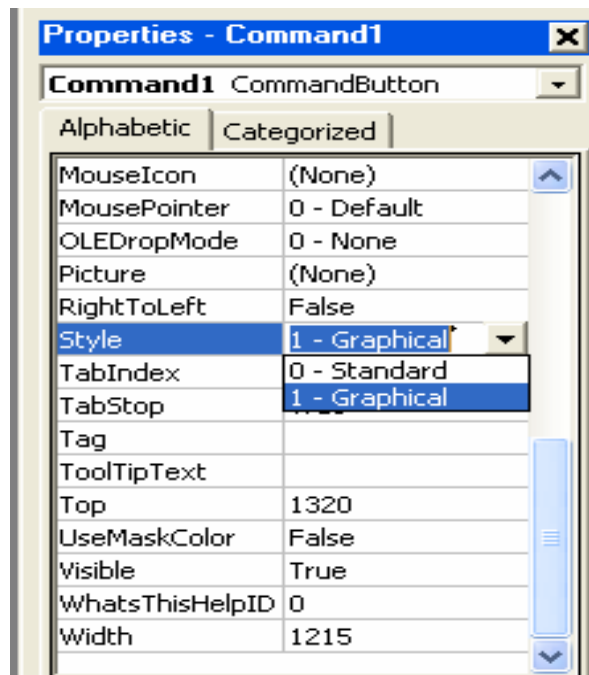 Properties - Command1
Command1 CommandButton
Alphabetic Categorized
MouseIcon (None)
MousePointer 0 - Default
OLEDropMode 0 - None
Picture (None)
RightToLeft False
Style 1 - Graphical
TabIndex 0 - Standard
TabStop 1 - Graphical
Tag
ToolTipText
Top 1320
UseMaskColor False
Visible True
WhatsThisHelpID 0
Width 1215